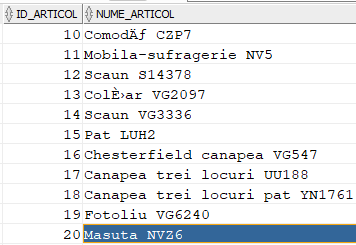 ID_ARTICOL NUME_ARTICOL
10 ComodÄƒ CZP7
11 Mobila-sufragerie NV5
12 Scaun S14378
13 ColÈ›ar VG2097
14 Scaun VG3336
15 Pat LUH2
16 Chesterfield canapea VG547
17 Canapea trei locuri UU188
18 Canapea trei locuri pat YN1761
19 Fotoliu VG6240
20 Masuta NVZ6